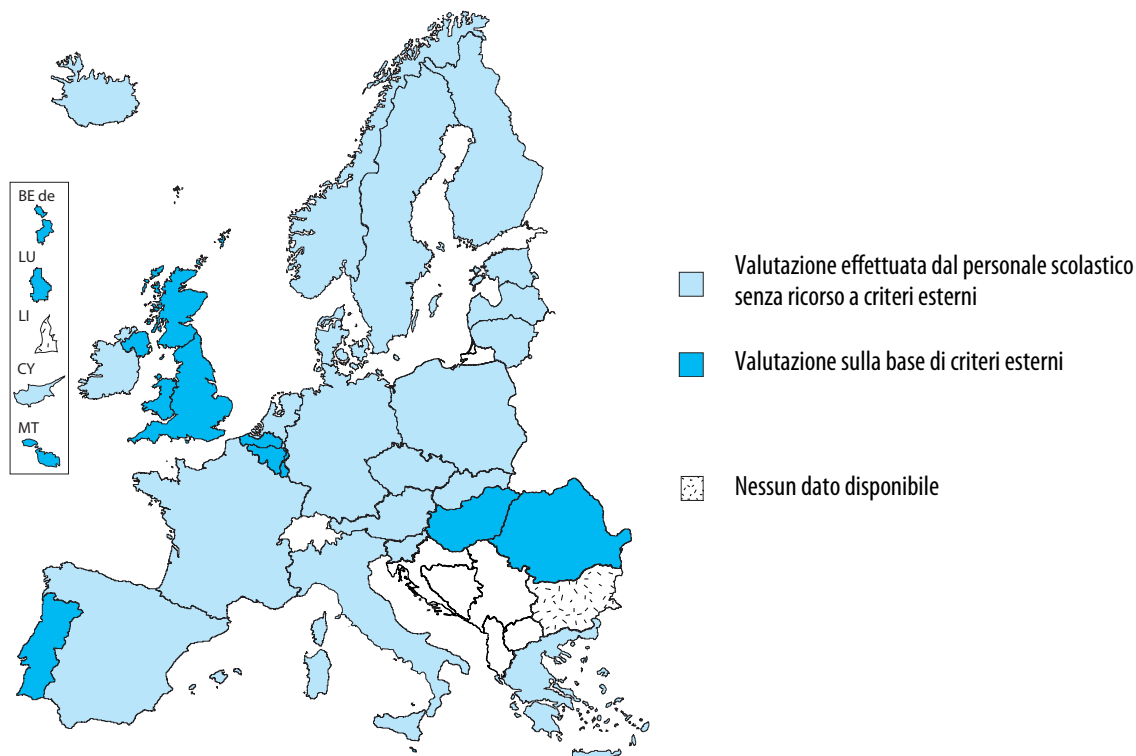 BE de
LU
LI
CY
MT
Valutazione effettuata dal personale scolastico
senza ricorso a criteri esterni
Valutazione sulla base di criteri esterni
Nessun dato disponibile